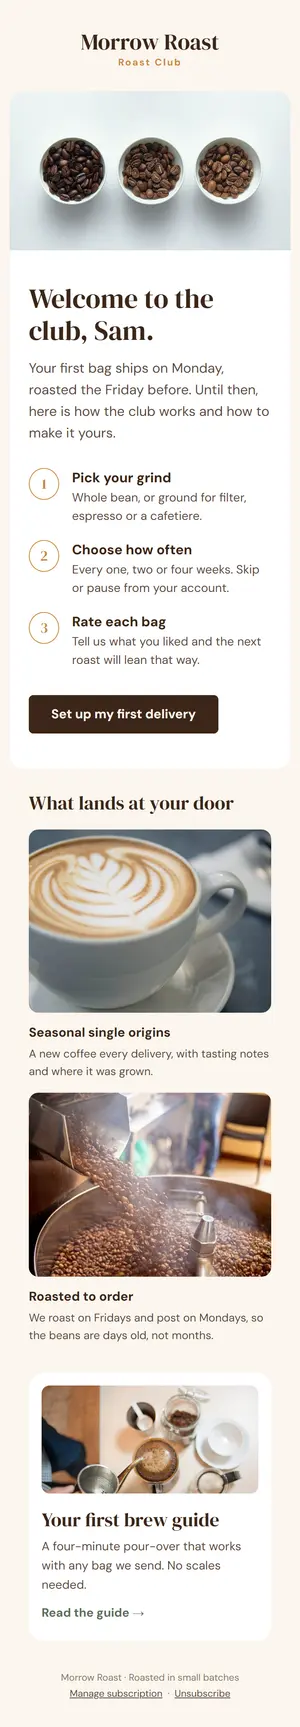 Morrow Roast
Roast Club
Welcome to the
club, Sam.
Your first bag ships on Monday,
roasted the Friday before. Until then,
here is how the club works and how to
make it yours.
1
Pick your grind
Whole bean, or ground for filter,
espresso or a cafetiere.
2
Choose how often
Every one, two or four weeks. Skip
or pause from your account.
3
Rate each bag
Tell us what you liked and the next
roast will lean that way.
Set up my first delivery
What lands at your door
Seasonal single origins
A new coffee every delivery, with tasting notes
and where it was grown.
Roasted to order
We roast on Fridays and post on Mondays, so
the beans are days old, not months.
Your first brew guide
A four-minute pour-over that works
with any bag we send. No scales
needed.
Read the guide →
Morrow Roast · Roasted in small batches
Manage subscription · Unsubscribe